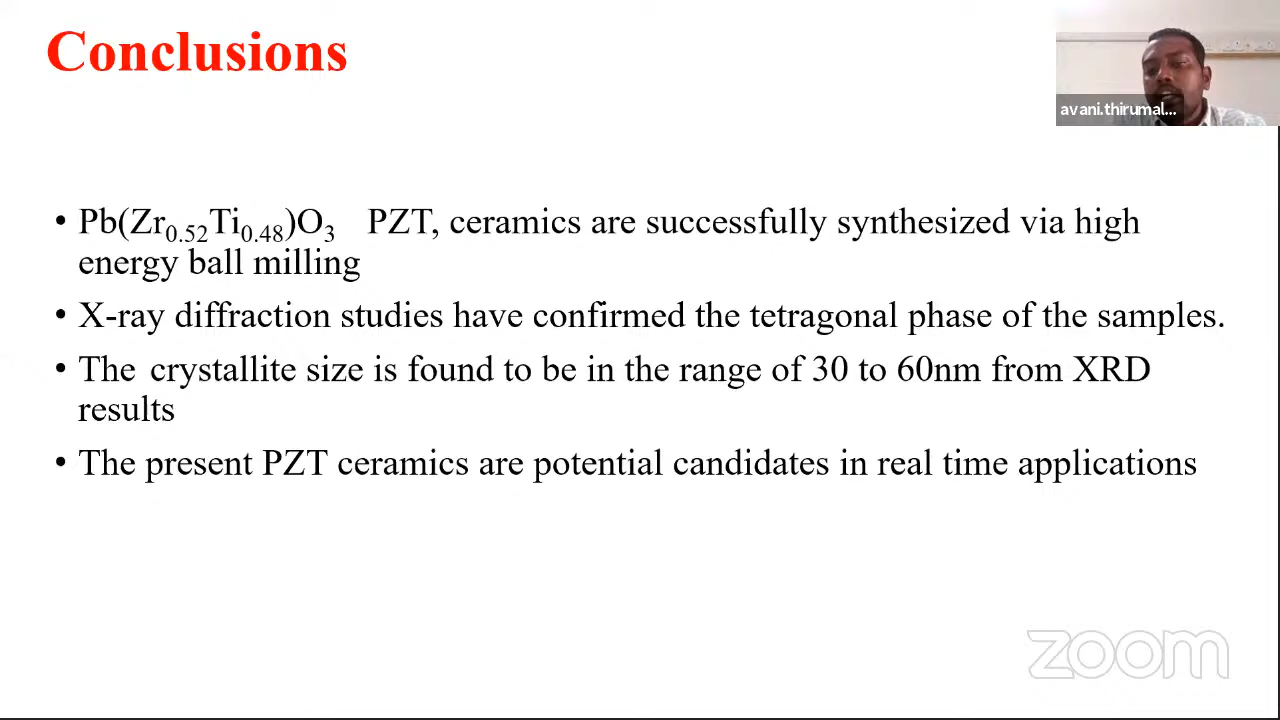 Conclusions
avani.thirumal...
• Pb(Zr₀.₅₂Ti₀.₄₈)O₃ PZT, ceramics are successfully synthesized via high
energy ball milling
• X-ray diffraction studies have confirmed the tetragonal phase of the samples.
• The crystallite size is found to be in the range of 30 to 60nm from XRD
results
• The present PZT ceramics are potential candidates in real time applications
zoom